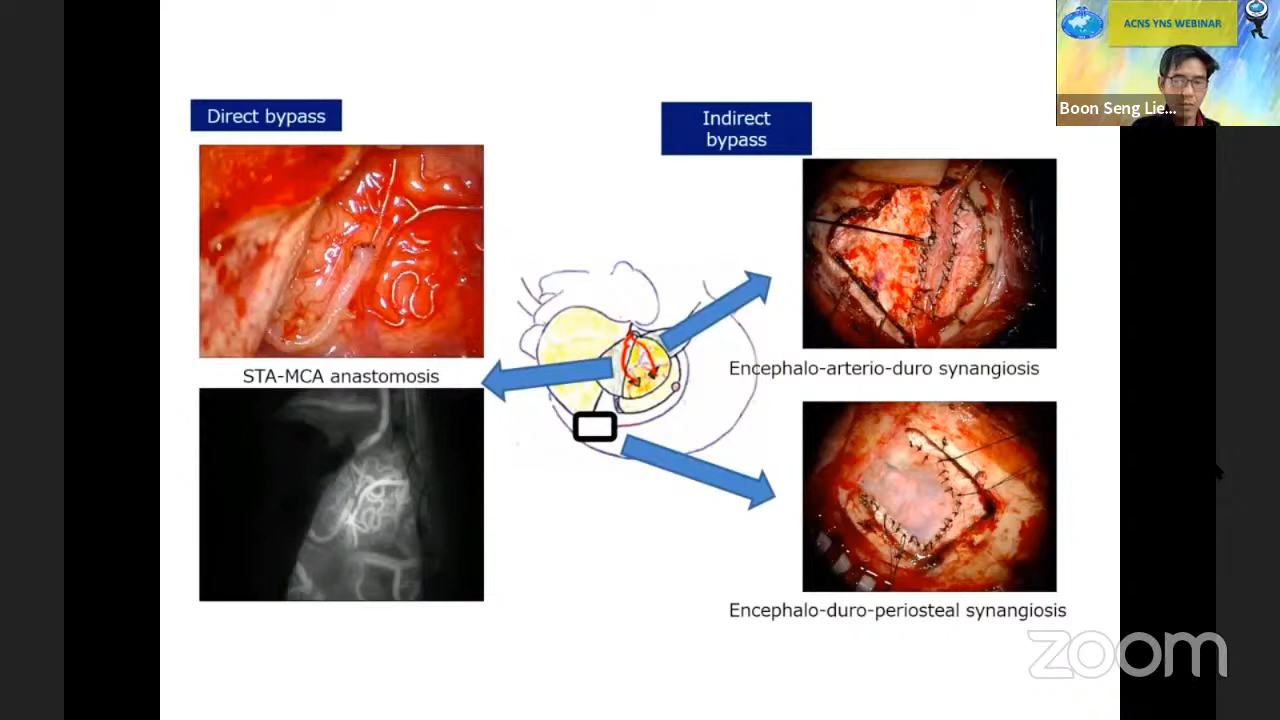 ACNS YNS WEBINAR
Boon Seng Lie...
Direct bypass
Indirect
bypass
STA-MCA anastomosis
Encephalo-arterio-duro synangiosis
Encephalo-duro-periosteal synangiosis
zoom